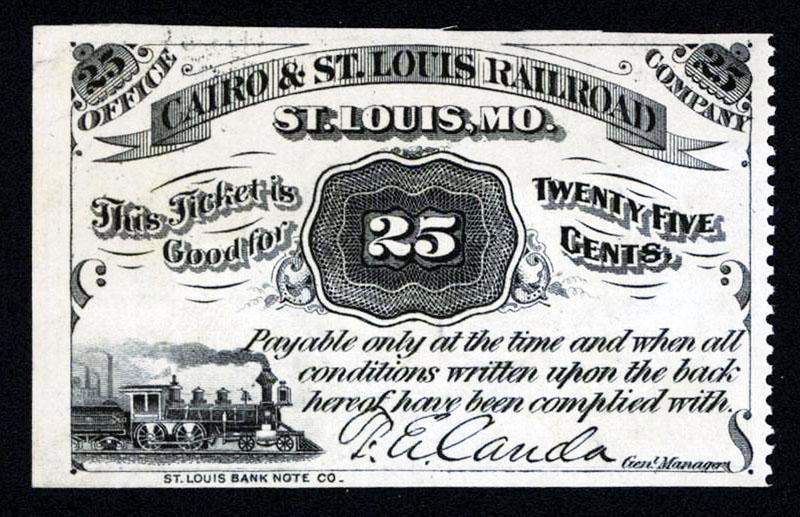 25 25
OFFICE CAIRO & ST. LOUIS RAILROAD COMPANY
ST. LOUIS, MO.
This Ticket is Good for
25
TWENTY FIVE CENTS,
Payable only at the time and when all
conditions written upon the back
hereof have been complied with.
F. E. Canda
Genl. Manager
ST. LOUIS BANK NOTE CO.